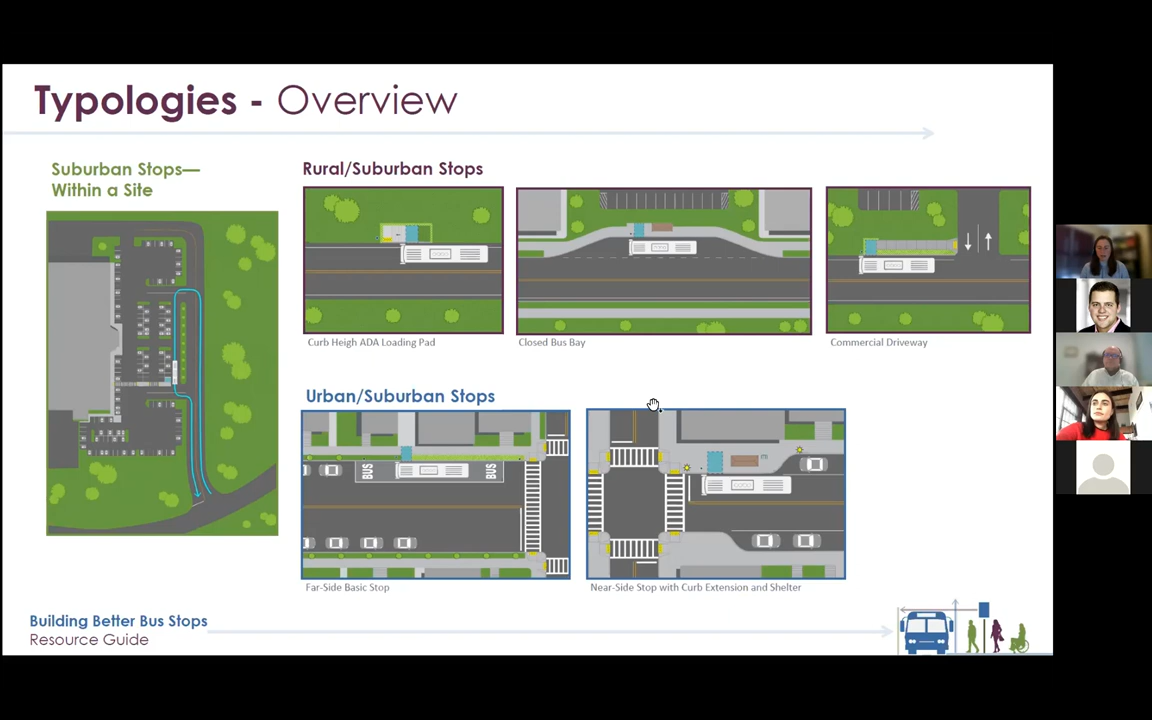 Typologies - Overview
Suburban Stops—
Within a Site
Rural/Suburban Stops
Curb Heigh ADA Loading Pad
Closed Bus Bay
Commercial Driveway
Urban/Suburban Stops
BUS
BUS
Far-Side Basic Stop
Near-Side Stop with Curb Extension and Shelter
Building Better Bus Stops
Resource Guide